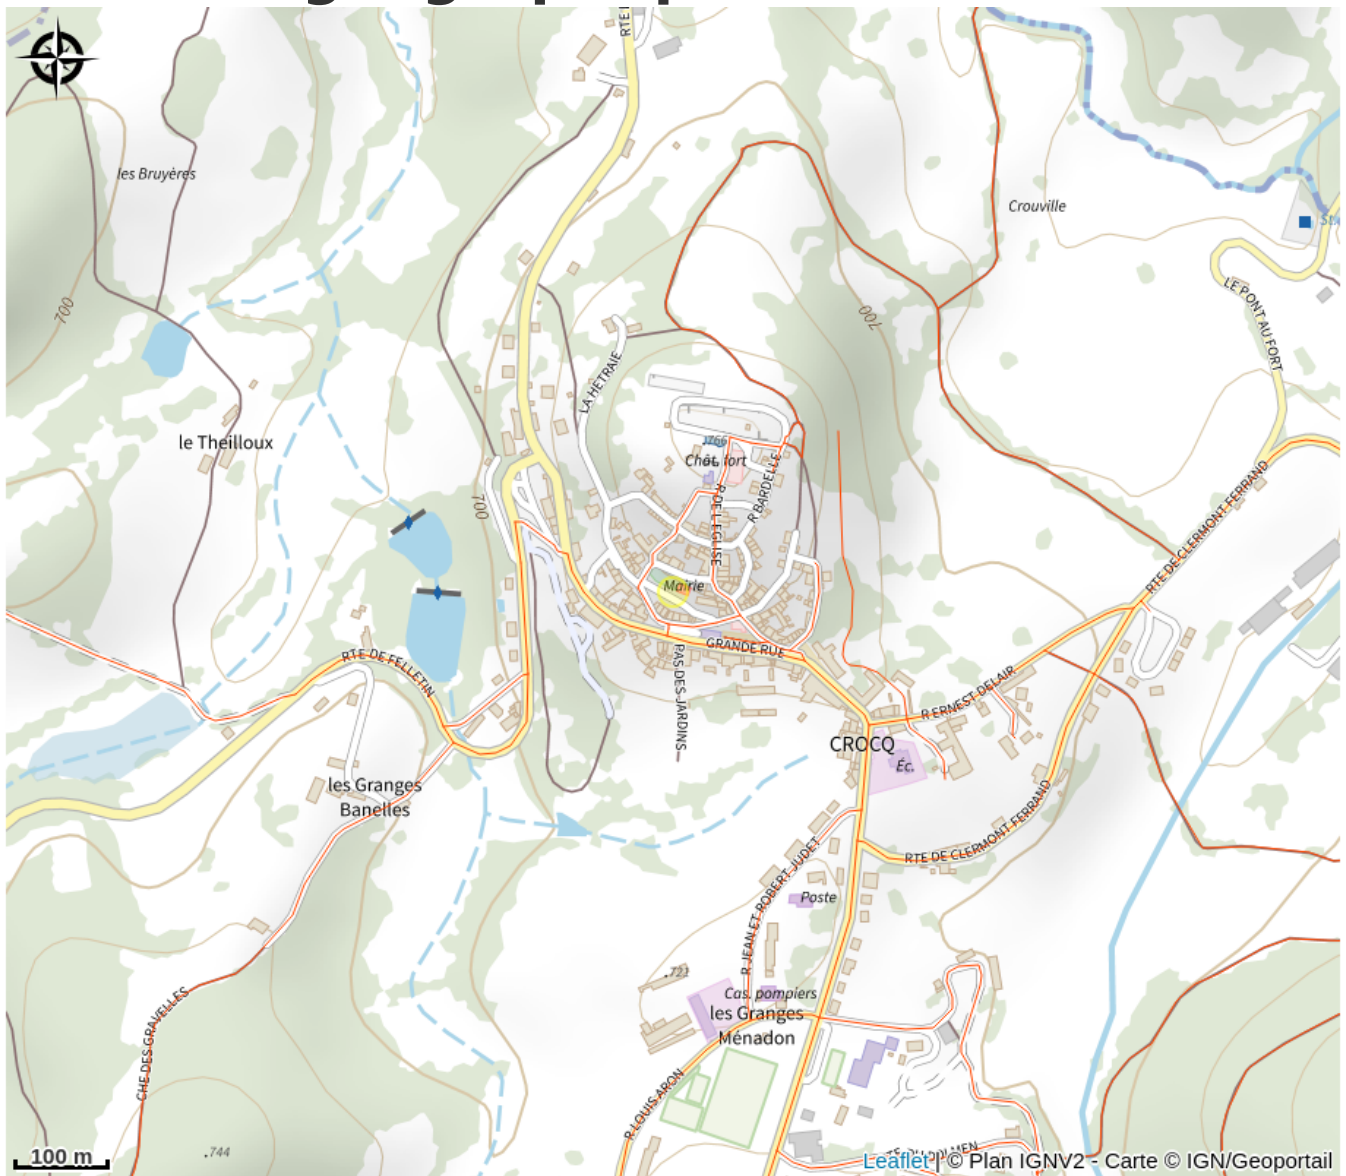 les Bruyères
Crouville
700
700
LE PONT AU FORT
LA HETRAIE
le Theilloux
766
Chât. fort
R BARDELLE
R DE L EGLISE
700
RTE DE CLERMONT FERRAND
Mairie
GRANDE RUE
RTE DE FELLETIN
PAS DES JARDINS
R ERNEST DELAIR
CROCQ
Éc.
les Granges
Banelles
RTE DE CLERMONT FERRAND
R JEAN ET ROBERT JUDET
Poste
.721
Cas. pompiers
les Granges
Ménadon
CHE DES GRAVELLES
R LOUIS ARON
.744
100 m
Leaflet | © Plan IGNV2 - Carte © IGN/Geoportail